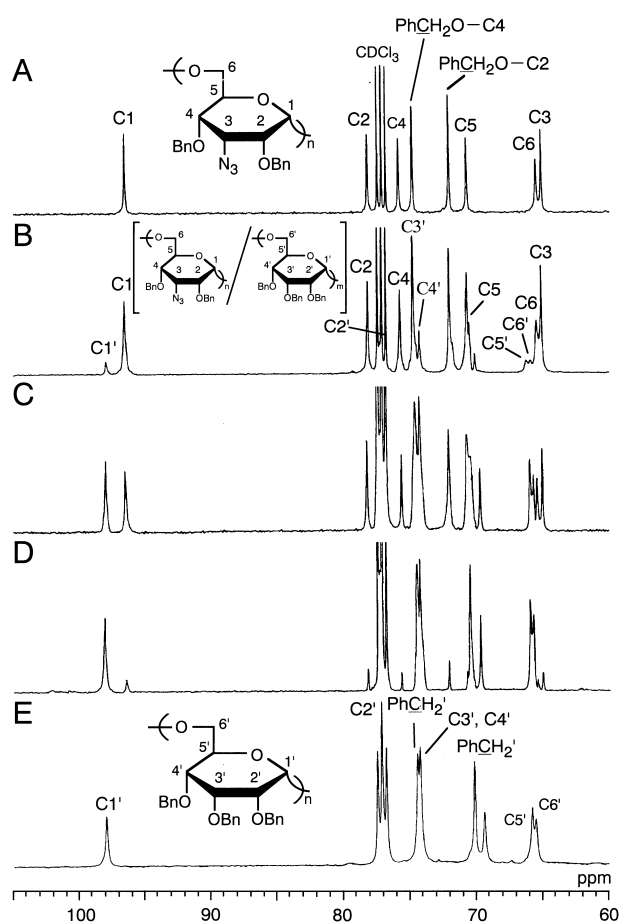 A
PhCH2O–C4
CDCl3
PhCH2O–C2
C1
C2
C4
C5
C6
C3
O
6
5
O
4
3
2
1
n
BnO
N3
OBn
B
C1'
C1
O
6
5
O
4
3
2
1
n
BnO
N3
OBn
O
6'
5'
O
4'
3'
2'
1'
m
BnO
OBn
OBn
C2
C2'
C4
C3'
C4'
C5
C5'
C6'
C6
C3
C
D
E
C1'
O
6'
5'
O
4'
3'
2'
1'
n
BnO
OBn
OBn
C2'
PhCH2'
C3', C4'
PhCH2'
C5'
C6'
ppm
100 90 80 70 60